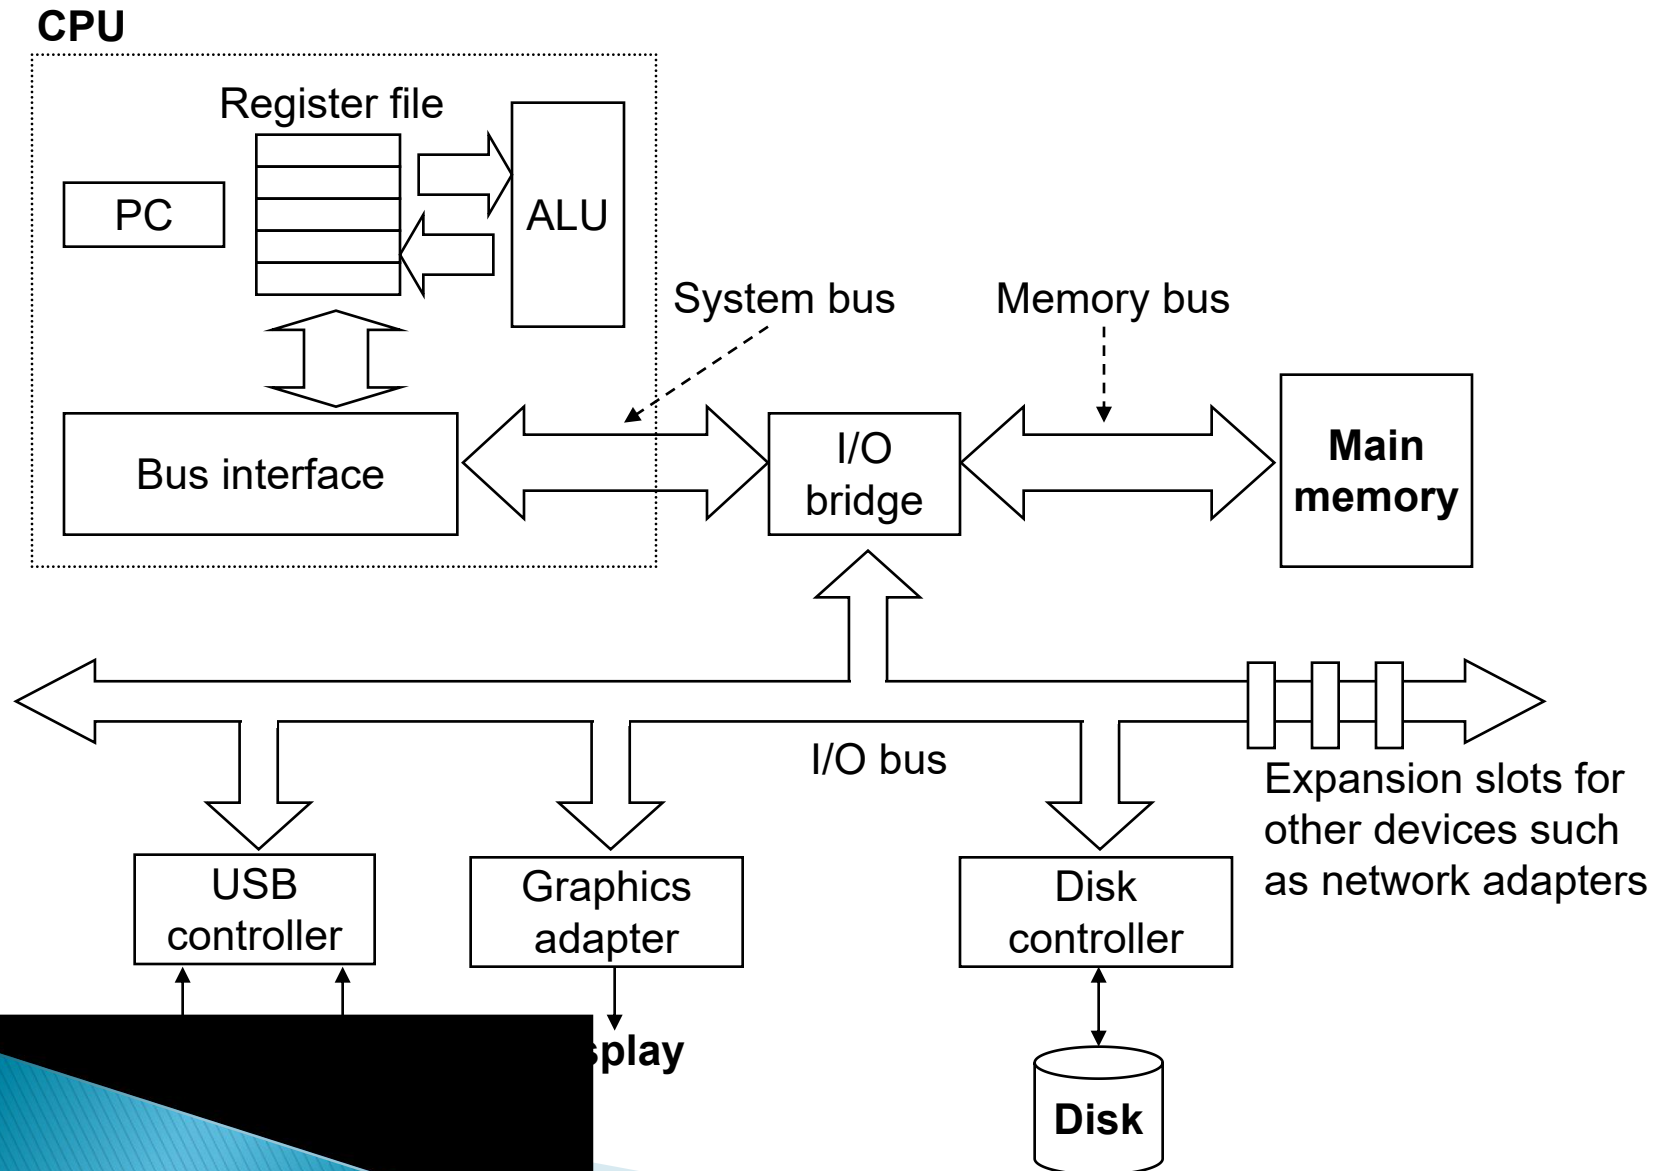 CPU
Register file
PC
ALU
System bus
Memory bus
Bus interface
I/O
bridge
Main
memory
I/O bus
Expansion slots for
other devices such
as network adapters
USB
controller
Graphics
adapter
Disk
controller
Disk